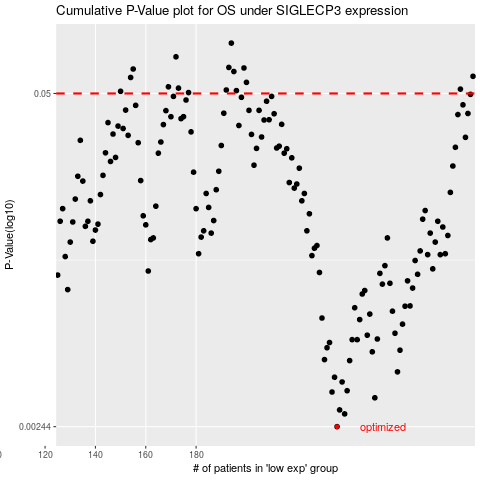 Cumulative P-Value plot for OS under SIGLECP3 expression
0.05
P-Value(log10)
0.00244
optimized
0 120 140 160 180
# of patients in 'low exp' group